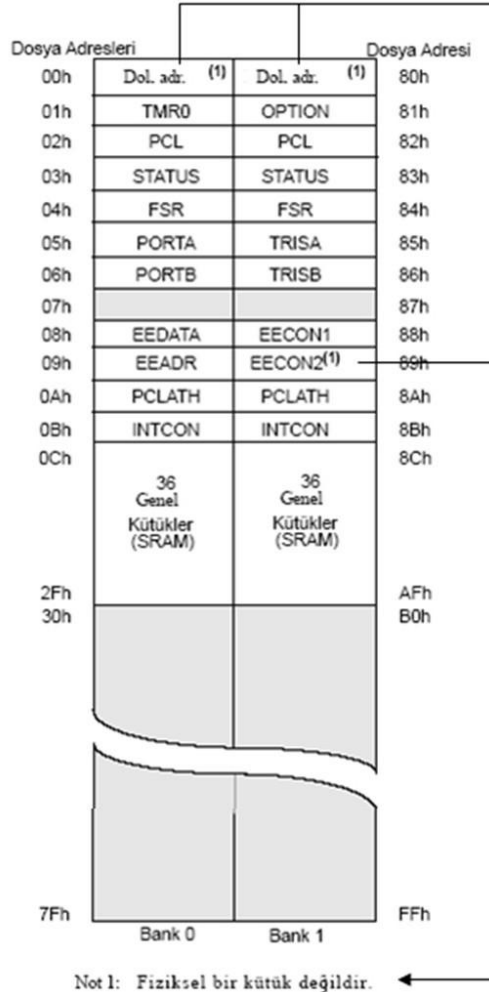 Dosya Adresleri Dosya Adresi
00h Dol. adr. (1) Dol. adr. (1) 80h
01h TMR0 OPTION 81h
02h PCL PCL 82h
03h STATUS STATUS 83h
04h FSR FSR 84h
05h PORTA TRISA 85h
06h PORTB TRISB 86h
07h 87h
08h EEDATA EECON1 88h
09h EEADR EECON2(1) 89h
0Ah PCLATH PCLATH 8Ah
0Bh INTCON INTCON 8Bh
0Ch 8Ch
36 36
Genel Genel
Kütükler Kütükler
(SRAM) (SRAM)
2Fh AFh
30h B0h
7Fh FFh
Bank 0 Bank 1
Not 1: Fiziksel bir kütük değildir.